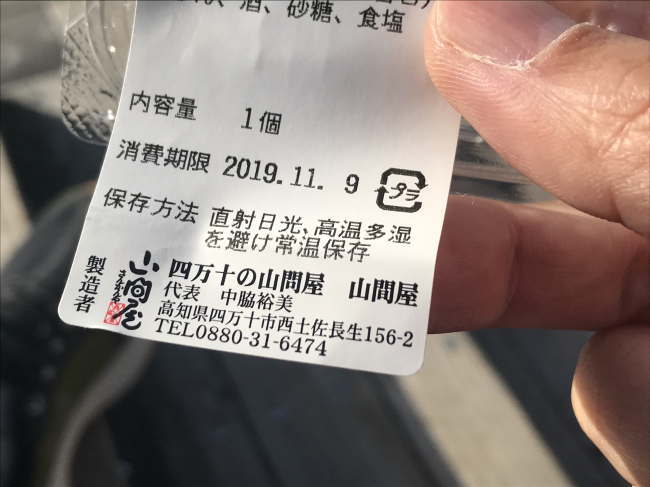 、酒、砂糖、食塩
内容量 1個
消費期限 2019.11. 9
プラ
保存方法 直射日光、高温多湿
を避け常温保存
製造者
山間屋
四万十の山間屋 山間屋
代表 中脇裕美
高知県四万十市西土佐長生156-2
TEL0880-31-6474